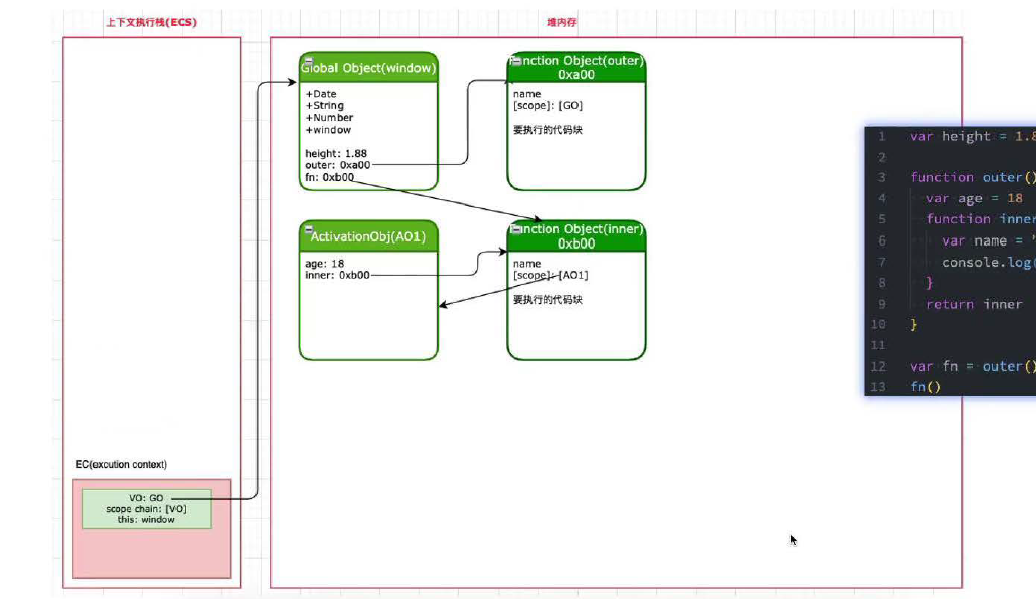 上下文执行栈(ECS)
堆内存
Global Object(window)
+Date
+String
+Number
+window
height: 1.88
outer: 0xa00
fn: 0xb00
nction Object(outer)
0xa00
name
[scope]: [GO]
要执行的代码块
ActivationObj(AO1)
age: 18
inner: 0xb00
nction Object(inner)
0xb00
name
[scope]: [AO1]
要执行的代码块
EC(excution context)
VO: GO
scope chain: [VO]
this: window
1 var height = 1.8
2
3 function outer()
4 var age = 18
5 function inner
6 var name = "
7 console.log(
8 }
9 return inner
10 }
11
12 var fn = outer()
13 fn()